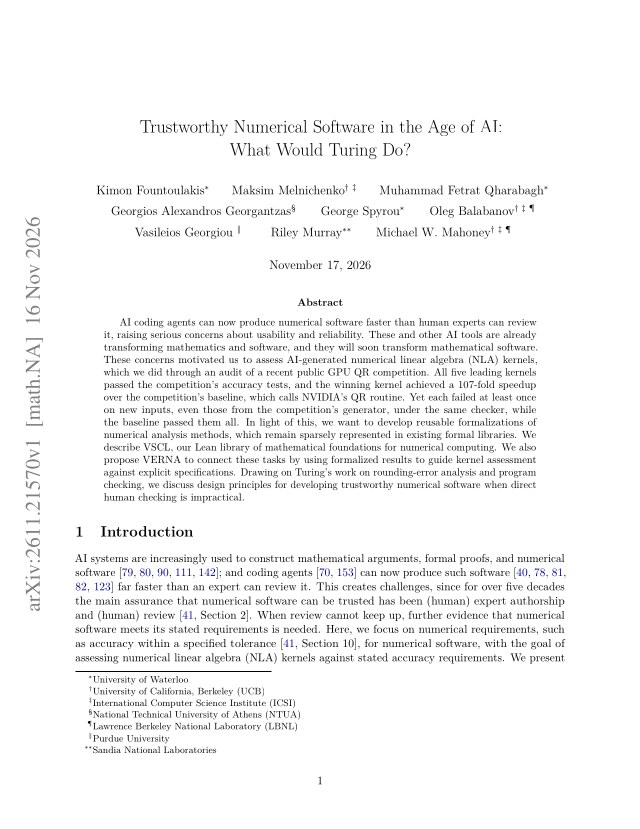 Trustworthy Numerical Software in the Age of AI:
What Would Turing Do?
Kimon Fountoulakis* Maksim Melnichenko† ‡ Muhammad Fetrat Qharabagh*
Georgios Alexandros Georgantzas§ George Spyrou* Oleg Balabanov† ‡ ¶
Vasileios Georgiou ‖ Riley Murray** Michael W. Mahoney† ‡ ¶
November 17, 2026
Abstract
AI coding agents can now produce numerical software faster than human experts can review
it, raising serious concerns about usability and reliability. These and other AI tools are already
transforming mathematics and software, and they will soon transform mathematical software.
These concerns motivated us to assess AI-generated numerical linear algebra (NLA) kernels,
which we did through an audit of a recent public GPU QR competition. All five leading kernels
passed the competition's accuracy tests, and the winning kernel achieved a 107-fold speedup
over the competition's baseline, which calls NVIDIA's QR routine. Yet each failed at least once
on new inputs, even those from the competition's generator, under the same checker, while
the baseline passed them all. In light of this, we want to develop reusable formalizations of
numerical analysis methods, which remain sparsely represented in existing formal libraries. We
describe VSCL, our Lean library of mathematical foundations for numerical computing. We
also propose VERNA to connect these tasks by using formalized results to guide kernel assessment
against explicit specifications. Drawing on Turing's work on rounding-error analysis and program
checking, we discuss design principles for developing trustworthy numerical software when direct
human checking is impractical.
1 Introduction
AI systems are increasingly used to construct mathematical arguments, formal proofs, and numerical
software [79, 80, 90, 111, 142]; and coding agents [70, 153] can now produce such software [40, 78, 81,
82, 123] far faster than an expert can review it. This creates challenges, since for over five decades
the main assurance that numerical software can be trusted has been (human) expert authorship
and (human) review [41, Section 2]. When review cannot keep up, further evidence that numerical
software meets its stated requirements is needed. Here, we focus on numerical requirements, such
as accuracy within a specified tolerance [41, Section 10], for numerical software, with the goal of
assessing numerical linear algebra (NLA) kernels against stated accuracy requirements. We present
*University of Waterloo
†University of California, Berkeley (UCB)
‡International Computer Science Institute (ICSI)
§National Technical University of Athens (NTUA)
¶Lawrence Berkeley National Laboratory (LBNL)
‖Purdue University
**Sandia National Laboratories
1
arXiv:2611.21570v1 [math.NA] 16 Nov 2026